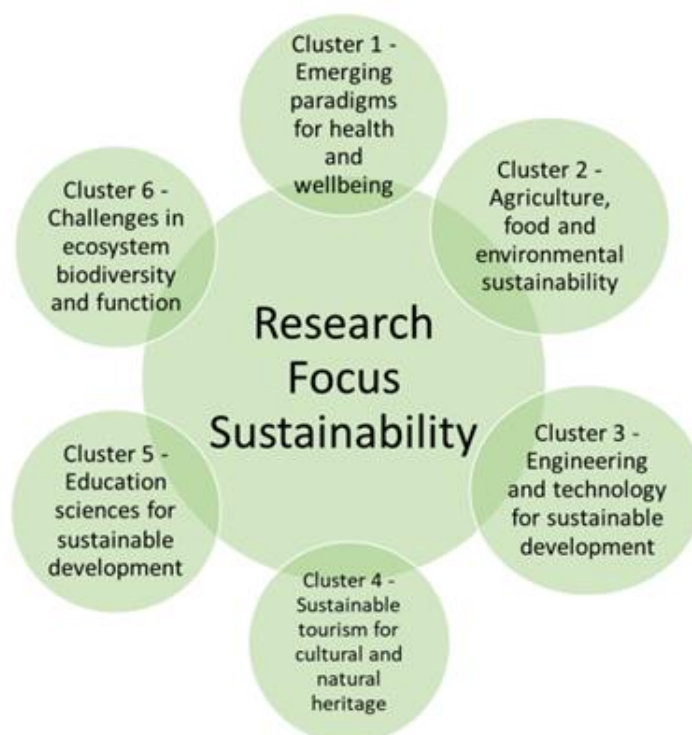 Cluster 1 -
Emerging
paradigms
for health
and
wellbeing
Cluster 2 -
Agriculture,
food and
environmental
sustainability
Cluster 3 -
Engineering
and technology
for sustainable
development
Cluster 4 -
Sustainable
tourism for
cultural and
natural
heritage
Cluster 5 -
Education
sciences for
sustainable
development
Cluster 6 -
Challenges in
ecosystem
biodiversity
and function
Research
Focus
Sustainability